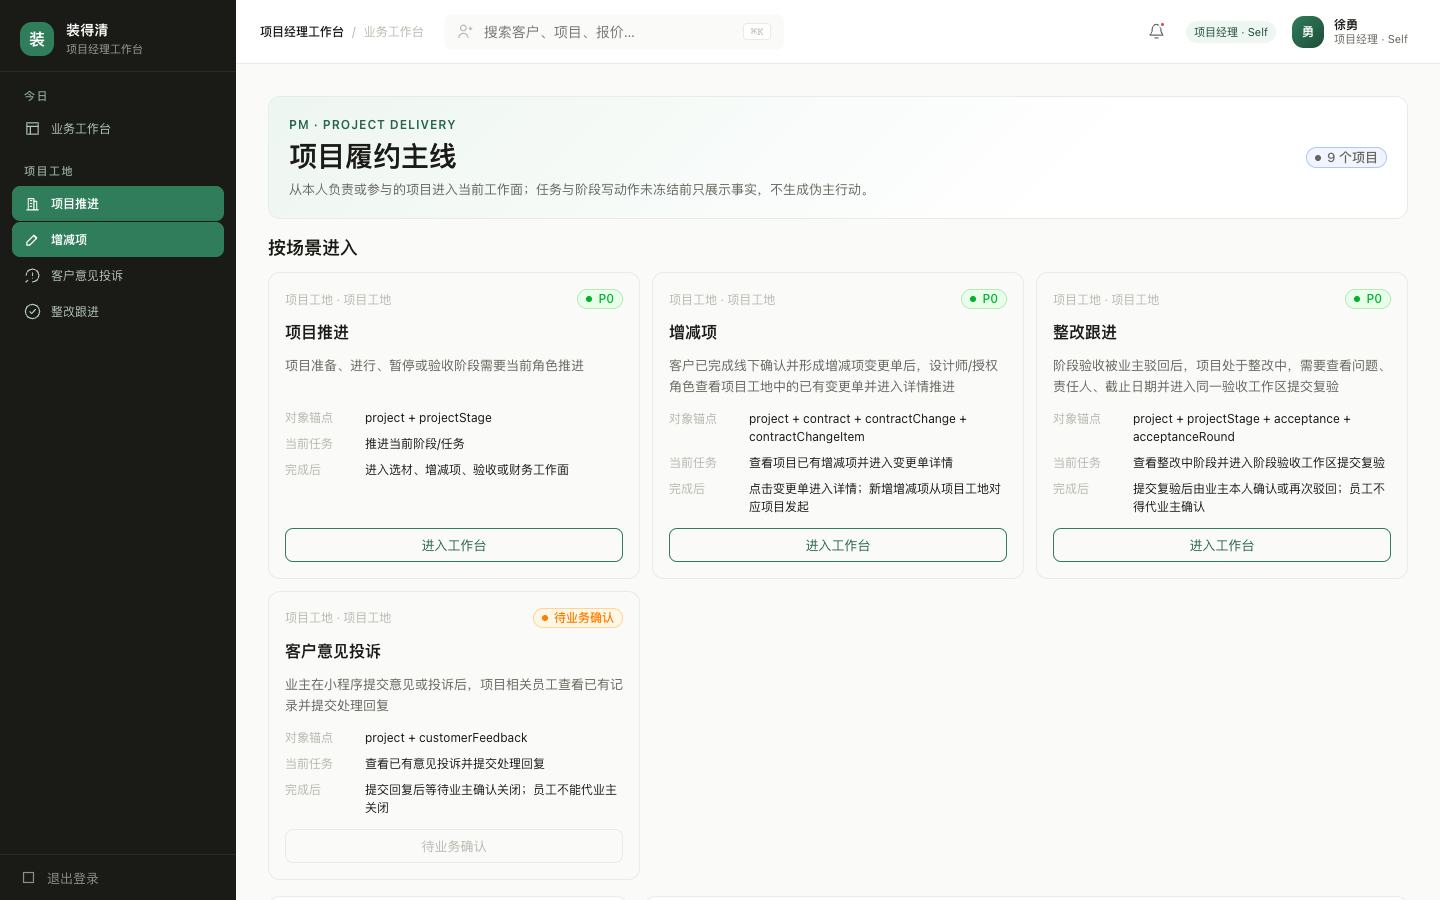 装
装得清
项目经理工作台
今日
业务工作台
项目工地
项目推进
增减项
客户意见投诉
整改跟进
退出登录
项目经理工作台 / 业务工作台
搜索客户、项目、报价...
⌘K
项目经理 · Self
勇
徐勇
项目经理 · Self
PM · PROJECT DELIVERY
项目履约主线
从本人负责或参与的项目进入当前工作面；任务与阶段写动作未冻结前只展示事实，不生成伪主行动。
9 个项目
按场景进入
项目工地 · 项目工地
P0
项目推进
项目准备、进行、暂停或验收阶段需要当前角色推进
对象锚点
project + projectStage
当前任务
推进当前阶段/任务
完成后
进入选材、增减项、验收或财务工作面
进入工作台
项目工地 · 项目工地
P0
增减项
客户已完成线下确认并形成增减项变更单后，设计师/授权
角色查看项目工地中的已有变更单并进入详情推进
对象锚点
project + contract + contractChange +
contractChangeItem
当前任务
查看项目已有增减项并进入变更单详情
完成后
点击变更单进入详情；新增增减项从项目工地对
应项目发起
进入工作台
项目工地 · 项目工地
P0
整改跟进
阶段验收被业主驳回后，项目处于整改中，需要查看问题、
责任人、截止日期并进入同一验收工作区提交复验
对象锚点
project + projectStage + acceptance +
acceptanceRound
当前任务
查看整改中阶段并进入阶段验收工作区提交复验
完成后
提交复验后由业主本人确认或再次驳回；员工不
得代业主确认
进入工作台
项目工地 · 项目工地
待业务确认
客户意见投诉
业主在小程序提交意见或投诉后，项目相关员工查看已有记
录并提交处理回复
对象锚点
project + customerFeedback
当前任务
查看已有意见投诉并提交处理回复
完成后
提交回复后等待业主确认关闭；员工不能代业主
关闭
待业务确认